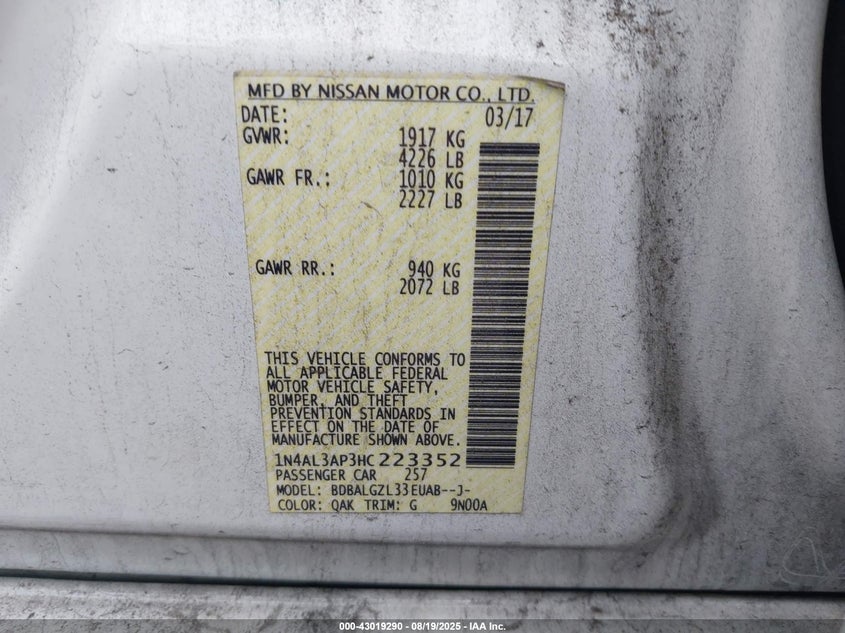 MFD BY NISSAN MOTOR CO., LTD.
DATE: 03/17
GVWR: 1917 KG
4226 LB
GAWR FR.: 1010 KG
2227 LB
GAWR RR.: 940 KG
2072 LB
THIS VEHICLE CONFORMS TO
ALL APPLICABLE FEDERAL
MOTOR VEHICLE SAFETY,
BUMPER, AND THEFT
PREVENTION STANDARDS IN
EFFECT ON THE DATE OF
MANUFACTURE SHOWN ABOVE.
1N4AL3AP3HC223352
PASSENGER CAR 257
MODEL: BDBALGZL33EUAB--J-
COLOR: QAK TRIM: G 9N00A
000-43019290 - 08/19/2025 - IAA Inc.